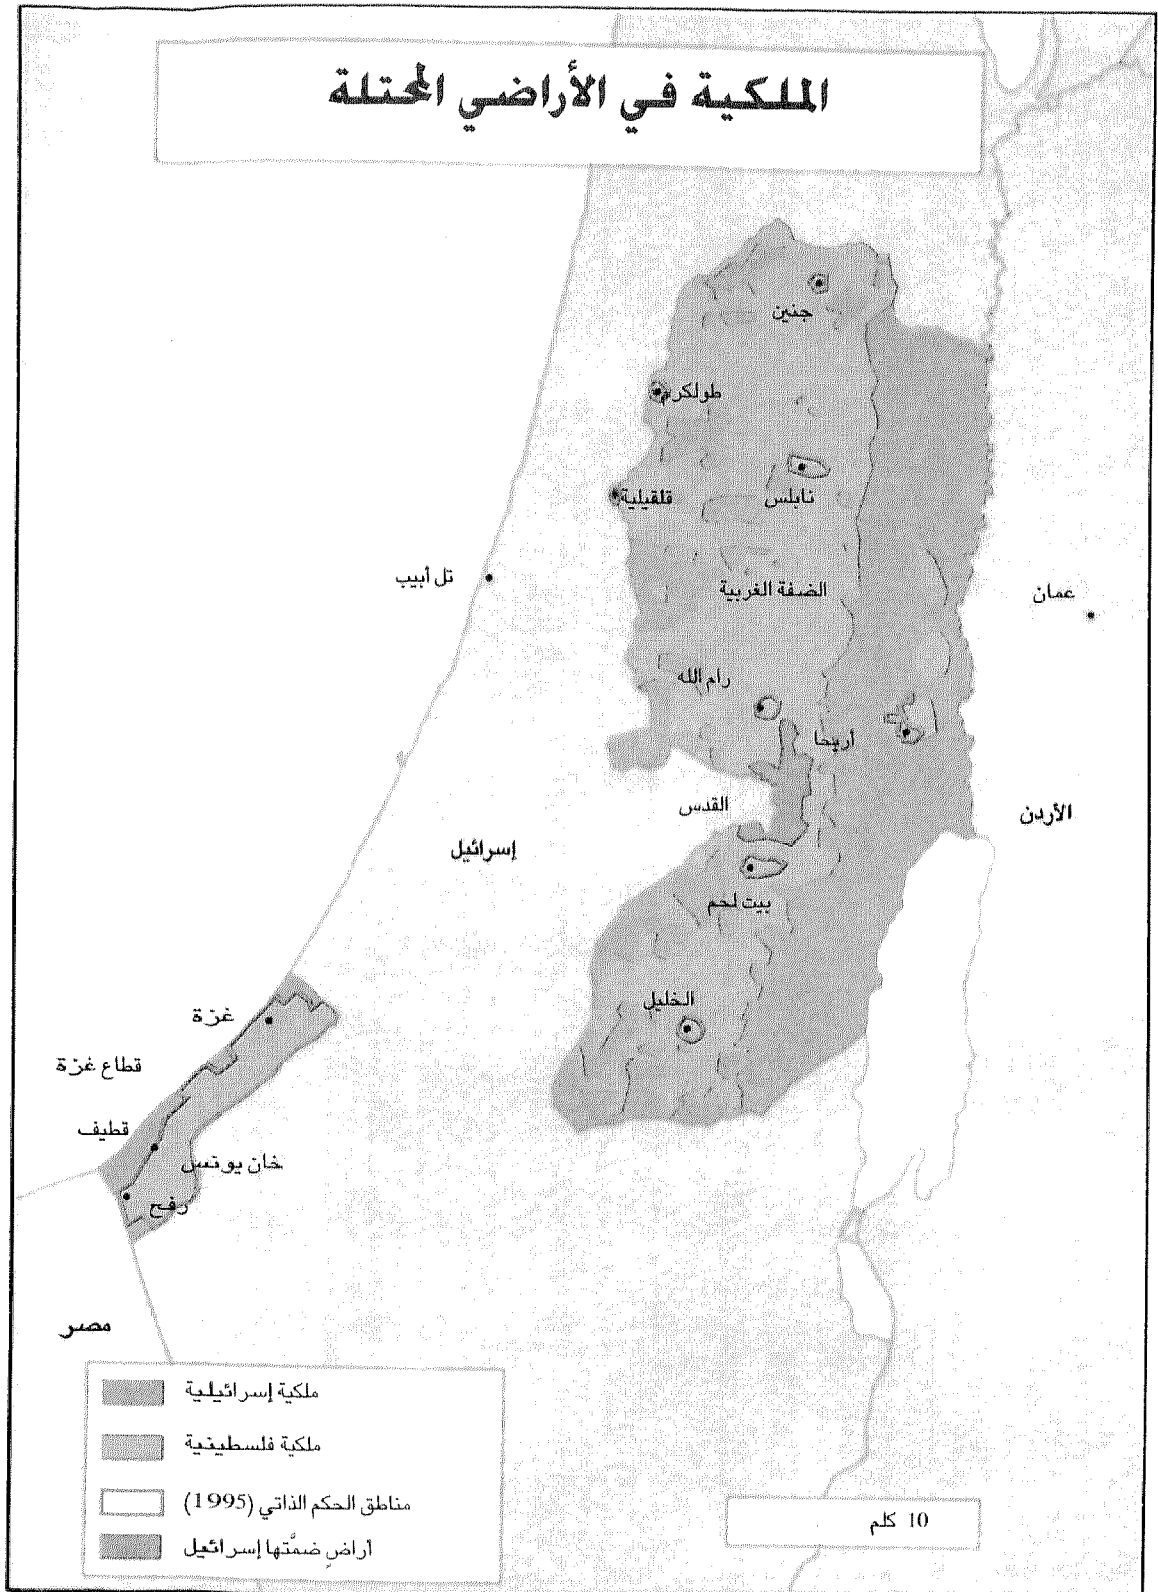 الملكية في الأراضي المحتلة
جنين
طولكرم
نابلس
قلقيلية
تل أبيب
الضفة الغربية
عمان
رام الله
أريحا
القدس
الأردن
إسرائيل
بيت لحم
الخليل
غزة
قطاع غزة
قطيف
خان يونس
رفح
مصر
ملكية إسرائيلية
ملكية فلسطينية
مناطق الحكم الذاتي (1995)
أراضٍ ضمَّتها إسرائيل
10 كلم